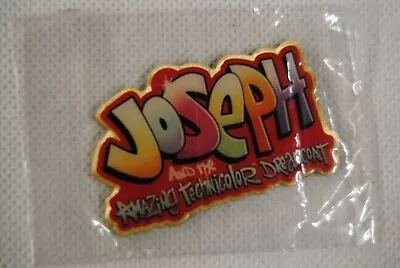 JOSEPH
AND THE
AMAZING TECHNICOLOR DREAMCOAT